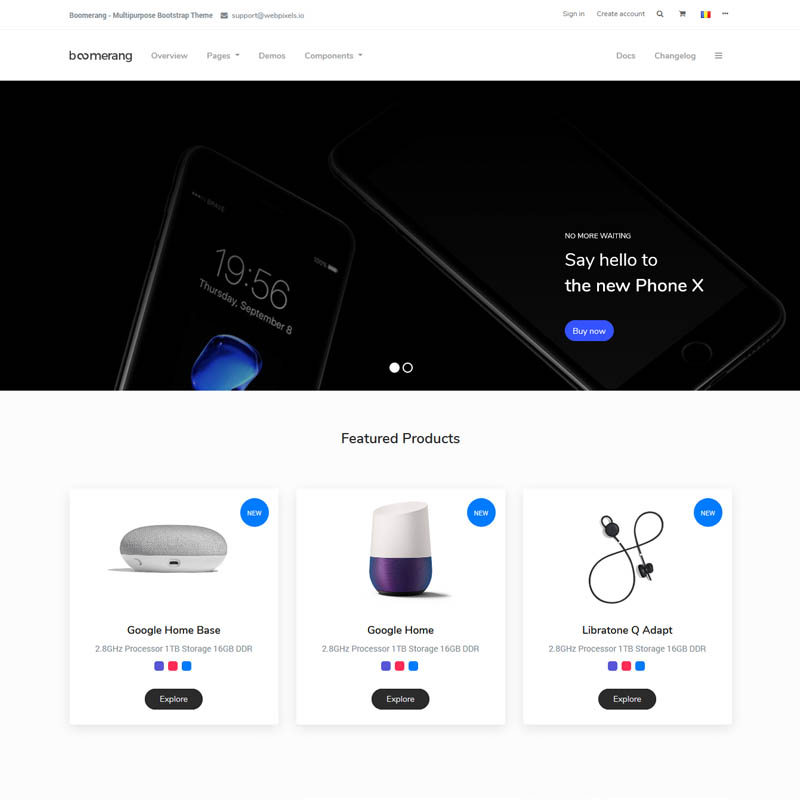 Boomerang - Multipurpose Bootstrap Theme support@webpixels.io Sign in Create account
boomerang Overview Pages Demos Components Docs Changelog
BRAVE 100%
19:56
Thursday, September 8
NO MORE WAITING
Say hello to
the new Phone X
Buy now
Featured Products
NEW NEW NEW
Google Home Base Google Home Libratone Q Adapt
2.8GHz Processor 1TB Storage 16GB DDR 2.8GHz Processor 1TB Storage 16GB DDR 2.8GHz Processor 1TB Storage 16GB DDR
Explore Explore Explore